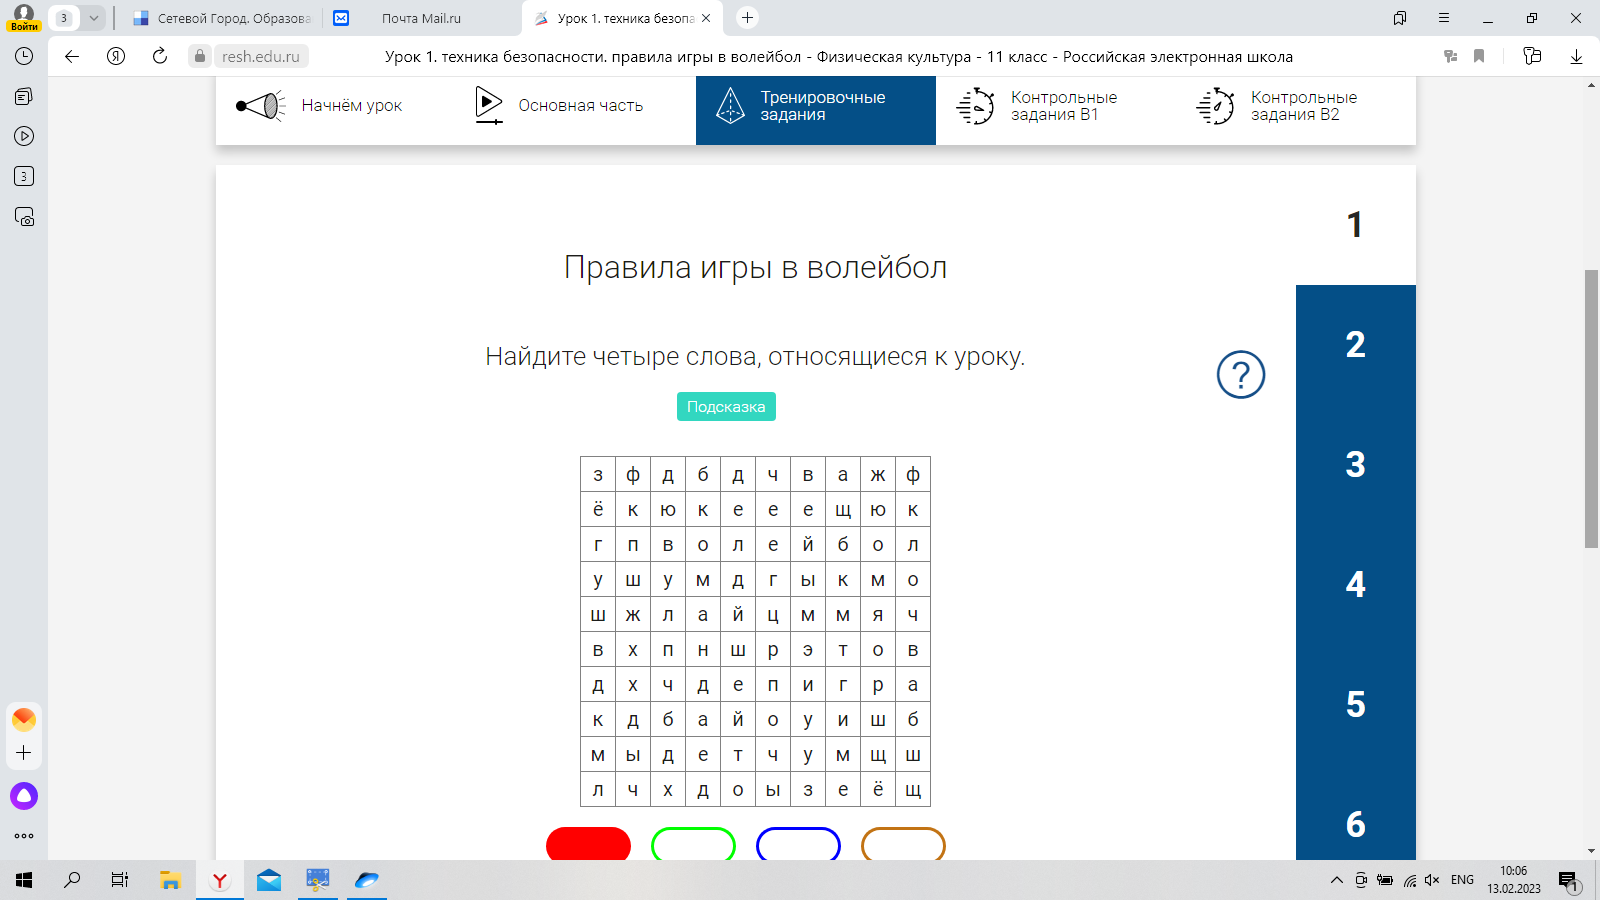 3 Сетевой Город. Образова Почта Mail.ru Урок 1. техника безопа
Войти
resh.edu.ru Урок 1. техника безопасности. правила игры в волейбол - Физическая культура - 11 класс - Российская электронная школа
Начнём урок Основная часть Тренировочные задания Контрольные задания В1 Контрольные задания В2
3
1
Правила игры в волейбол
2
Найдите четыре слова, относящиеся к уроку.
?
Подсказка
3
з ф д б д ч в а ж ф
ё к ю к е е е щ ю к
г п в о л е й б о л
у ш у м д г ы к м о
4
ш ж л а й ц м м я ч
в х п н ш р э т о в
д х ч д е п и г р а
5
к д б а й о у и ш б
м ы д е т ч у м щ ш
л ч х д о ы з е ё щ
6
ENG 10:06
13.02.2023
1